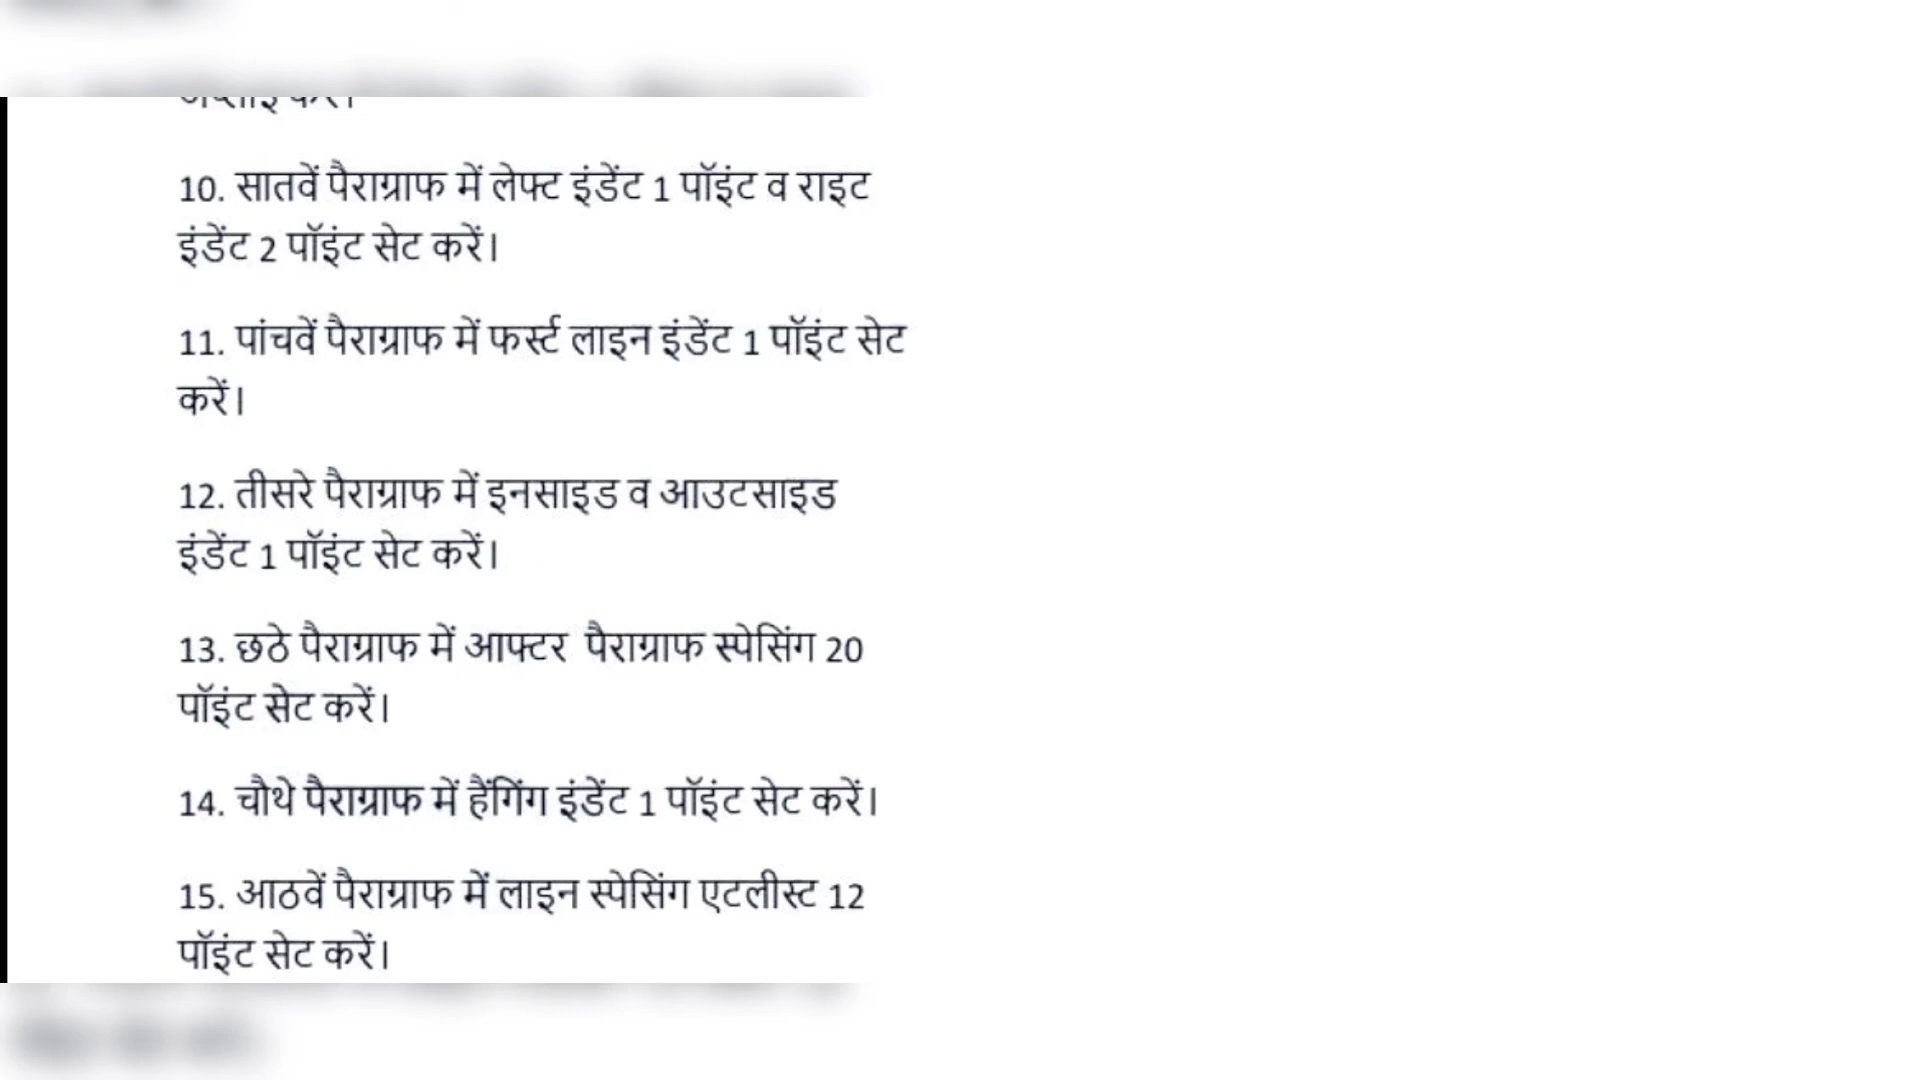 10. सातवें पैराग्राफ में लेफ्ट इंडेंट 1 पॉइंट व राइट
इंडेंट 2 पॉइंट सेट करें।
11. पांचवें पैराग्राफ में फर्स्ट लाइन इंडेंट 1 पॉइंट सेट
करें।
12. तीसरे पैराग्राफ में इनसाइड व आउटसाइड
इंडेंट 1 पॉइंट सेट करें।
13. छठे पैराग्राफ में आफ्टर  पैराग्राफ स्पेसिंग 20
पॉइंट सेट करें।
14. चौथे पैराग्राफ में हैंगिंग इंडेंट 1 पॉइंट सेट करें।
15. आठवें पैराग्राफ में लाइन स्पेसिंग एटलीस्ट 12
पॉइंट सेट करें।